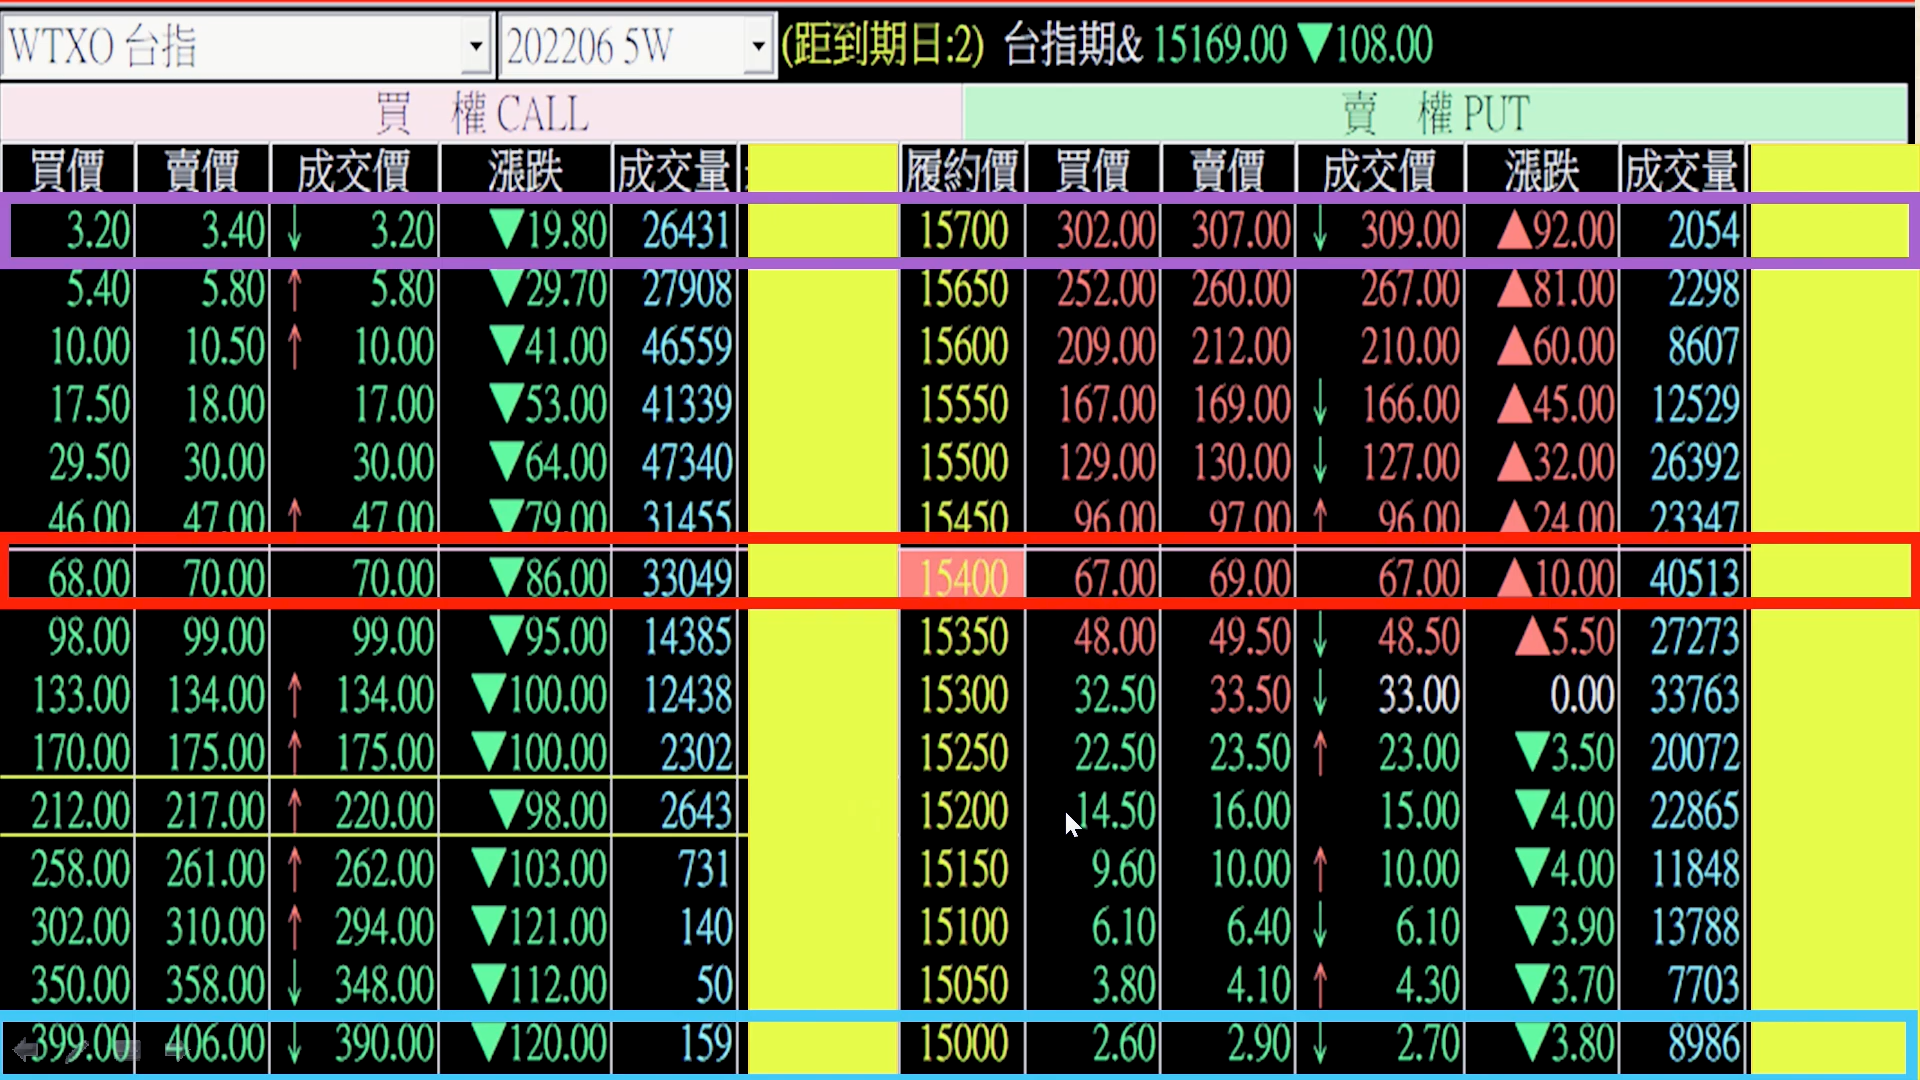 WTXO 台指 202206 5W (距到期日:2) 台指期& 15169.00 ▼108.00
買 權 CALL 賣 權 PUT
買價 賣價 成交價 漲跌 成交量 履約價 買價 賣價 成交價 漲跌 成交量
3.20 3.40 ↓ 3.20 ▼19.80 26431 15700 302.00 307.00 ↓ 309.00 ▲92.00 2054
5.40 5.80 ↑ 5.80 ▼29.70 27908 15650 252.00 260.00 267.00 ▲81.00 2298
10.00 10.50 ↑ 10.00 ▼41.00 46559 15600 209.00 212.00 210.00 ▲60.00 8607
17.50 18.00 17.00 ▼53.00 41339 15550 167.00 169.00 ↓ 166.00 ▲45.00 12529
29.50 30.00 30.00 ▼64.00 47340 15500 129.00 130.00 ↓ 127.00 ▲32.00 26392
46.00 47.00 ↑ 47.00 ▼79.00 31455 15450 96.00 97.00 ↑ 96.00 ▲24.00 23347
68.00 70.00 70.00 ▼86.00 33049 15400 67.00 69.00 67.00 ▲10.00 40513
98.00 99.00 99.00 ▼95.00 14385 15350 48.00 49.50 ↓ 48.50 ▲5.50 27273
133.00 134.00 ↑ 134.00 ▼100.00 12438 15300 32.50 33.50 ↓ 33.00 0.00 33763
170.00 175.00 ↑ 175.00 ▼100.00 2302 15250 22.50 23.50 ↑ 23.00 ▼3.50 20072
212.00 217.00 ↑ 220.00 ▼98.00 2643 15200 14.50 16.00 15.00 ▼4.00 22865
258.00 261.00 ↑ 262.00 ▼103.00 731 15150 9.60 10.00 ↑ 10.00 ▼4.00 11848
302.00 310.00 ↑ 294.00 ▼121.00 140 15100 6.10 6.40 ↓ 6.10 ▼3.90 13788
350.00 358.00 ↓ 348.00 ▼112.00 50 15050 3.80 4.10 ↑ 4.30 ▼3.70 7703
399.00 406.00 ↓ 390.00 ▼120.00 159 15000 2.60 2.90 ↓ 2.70 ▼3.80 8986